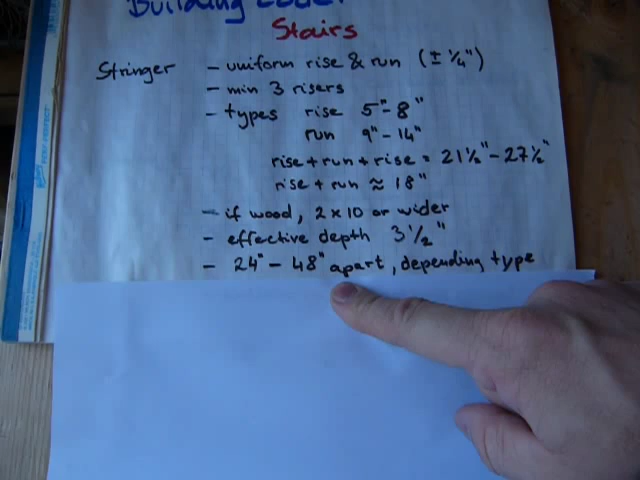 Building Code:
Stairs
Stringer - uniform rise & run (± 1/4")
- min 3 risers
- types rise 5" - 8"
run 9" - 14"
rise + run + rise = 21 1/2" - 27 1/2"
rise + run ≈ 18"
- if wood, 2 x 10 or wider
- effective depth 3 1/2"
- 24" - 48" apart, depending type